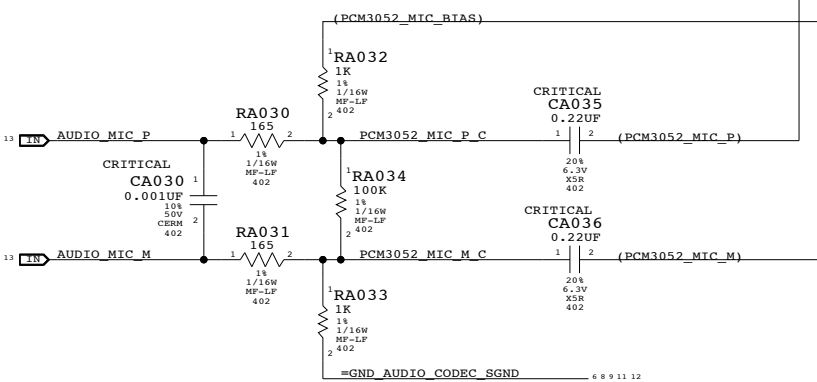 (PCM3052_MIC_BIAS)
1
RA032
1K
1%
1/16W
MF-LF
2 402
CRITICAL
CA035
0.22UF
1 2
20%
6.3V
X5R
402
(PCM3052_MIC_P)
RA030
165
1 2
1%
1/16W
MF-LF
402
13 IN AUDIO_MIC_P
PCM3052_MIC_P_C
CRITICAL
CA030
0.001UF
10%
50V
CERM
402
1
2
1
RA034
100K
1%
1/16W
MF-LF
402
2
CRITICAL
CA036
0.22UF
1 2
20%
6.3V
X5R
402
(PCM3052_MIC_M)
RA031
165
1 2
1%
1/16W
MF-LF
402
13 IN AUDIO_MIC_M
PCM3052_MIC_M_C
1
RA033
1K
1%
1/16W
MF-LF
2 402
=GND_AUDIO_CODEC_SGND
6 8 9 11 12